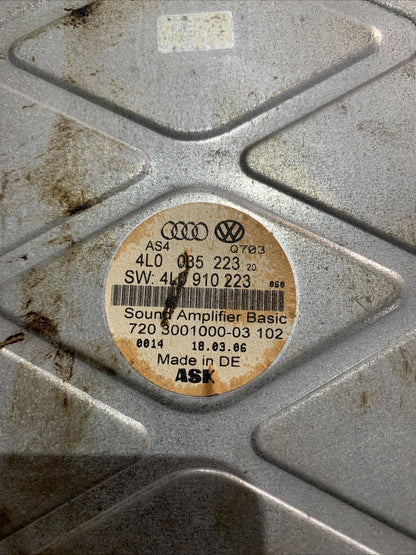 AS4 Q703
4L0 035 223 20
SW: 4L0 910 223 060
Sound Amplifier Basic
720 3001000-03 102
0014 18.03.06
Made in DE
ASK